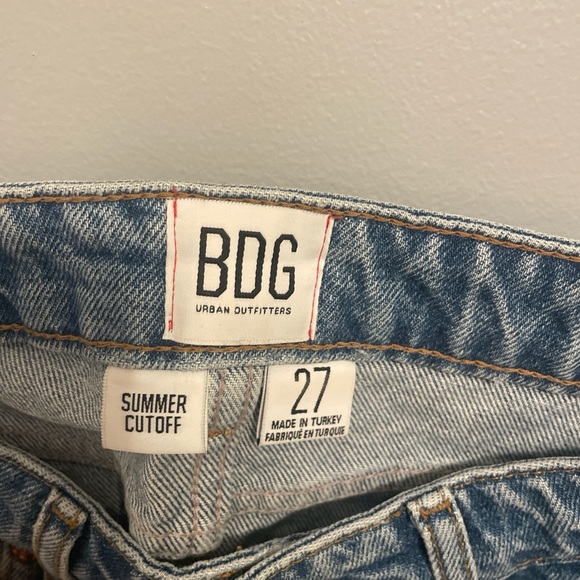 BDG
URBAN OUTFITTERS
SUMMER
CUTOFF
27
MADE IN TURKEY
FABRIQUÉ EN TURQUIE